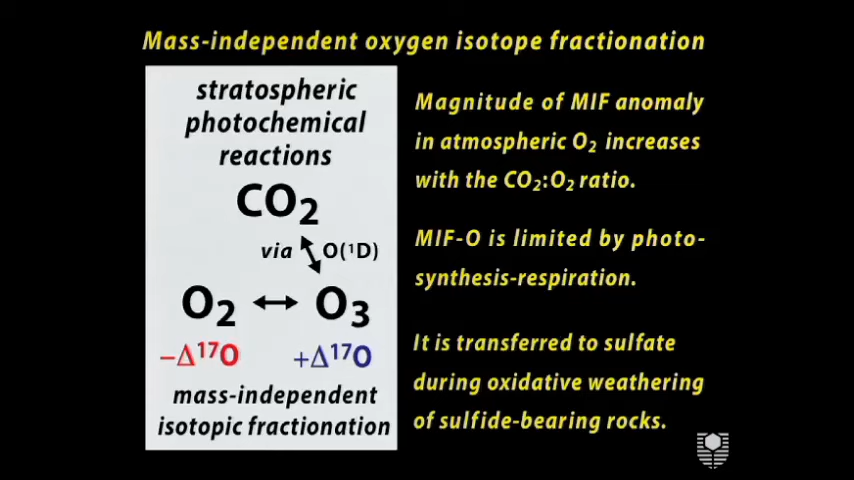 Mass-independent oxygen isotope fractionation
stratospheric
photochemical
reactions
CO₂
via O(¹D)
O₂ ↔ O₃
−Δ¹⁷O +Δ¹⁷O
mass-independent
isotopic fractionation
Magnitude of MIF anomaly
in atmospheric O₂ increases
with the CO₂:O₂ ratio.
MIF-O is limited by photo-
synthesis-respiration.
It is transferred to sulfate
during oxidative weathering
of sulfide-bearing rocks.